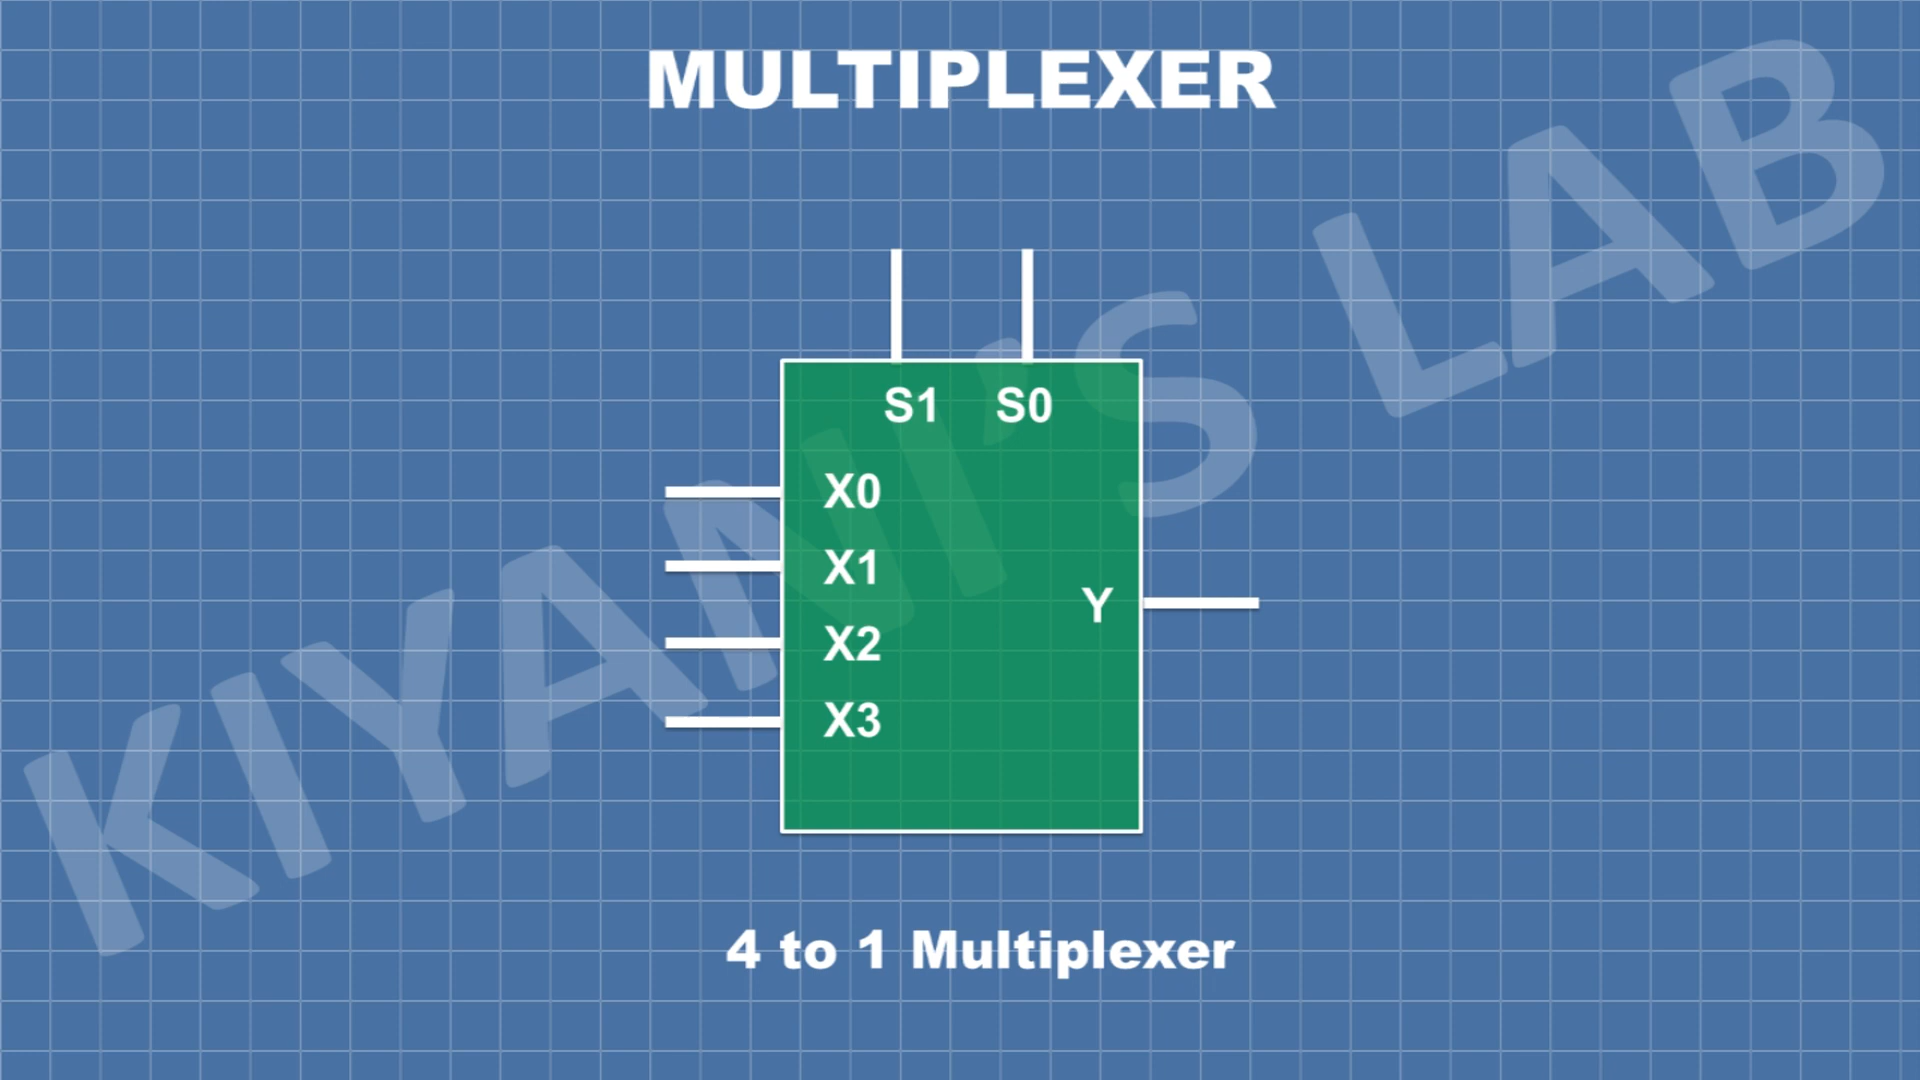 MULTIPLEXER
S1 S0
X0
X1
Y
X2
X3
4 to 1 Multiplexer
KIYANI'S LAB